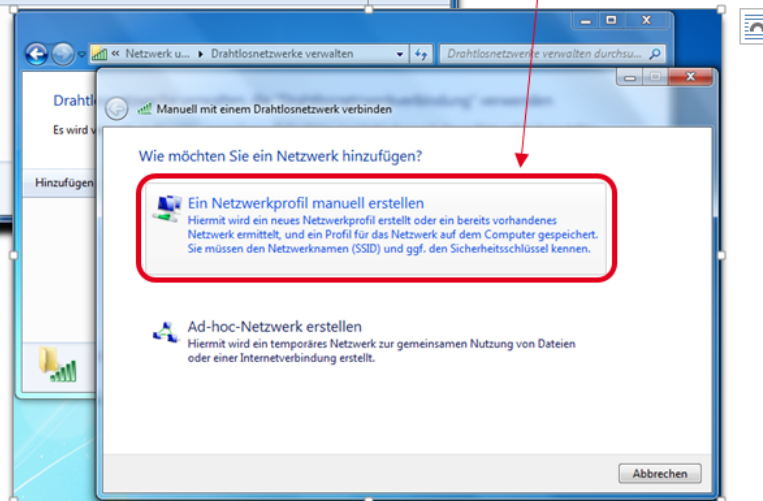 « Netzwerk u... ▸ Drahtlosnetzwerke verwalten
Drahtlosnetzwerke verwalten durchsu...
Drahtl
Es wird v
Hinzufügen
Manuell mit einem Drahtlosnetzwerk verbinden
Wie möchten Sie ein Netzwerk hinzufügen?
Ein Netzwerkprofil manuell erstellen
Hiermit wird ein neues Netzwerkprofil erstellt oder ein bereits vorhandenes
Netzwerk ermittelt, und ein Profil für das Netzwerk auf dem Computer gespeichert.
Sie müssen den Netzwerknamen (SSID) und ggf. den Sicherheitsschlüssel kennen.
Ad-hoc-Netzwerk erstellen
Hiermit wird ein temporäres Netzwerk zur gemeinsamen Nutzung von Dateien
oder einer Internetverbindung erstellt.
Abbrechen